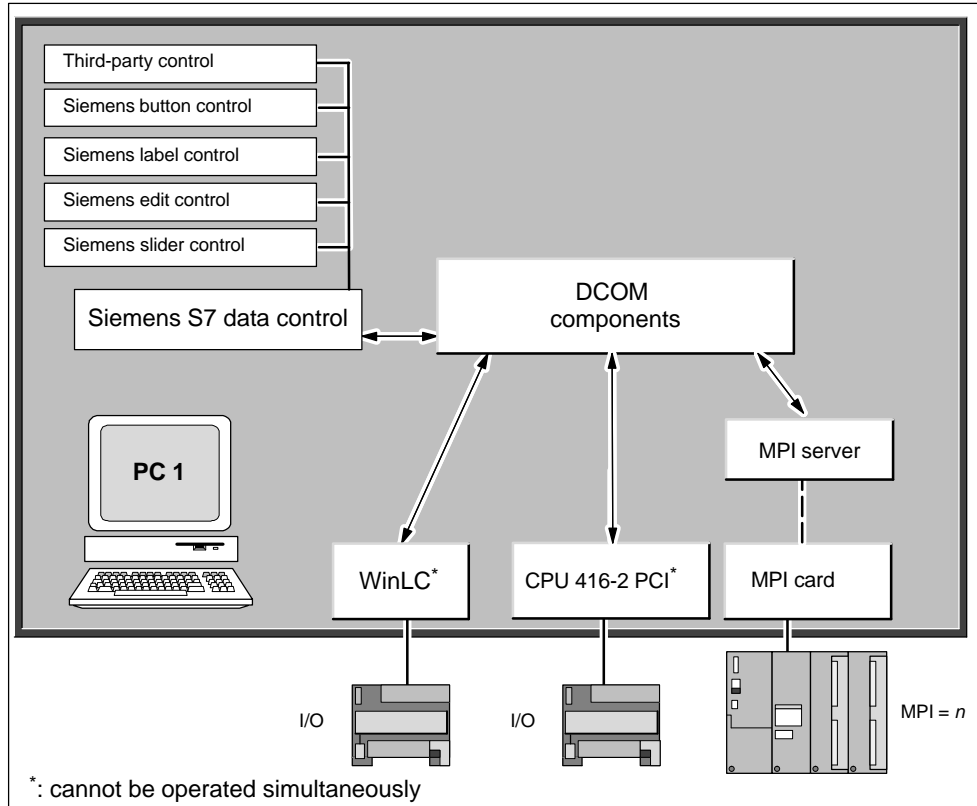 Third-party control
Siemens button control
Siemens label control
Siemens edit control
Siemens slider control
Siemens S7 data control
DCOM
components
PC 1
MPI server
WinLC*
CPU 416-2 PCI*
MPI card
I/O
I/O
MPI = n
*: cannot be operated simultaneously